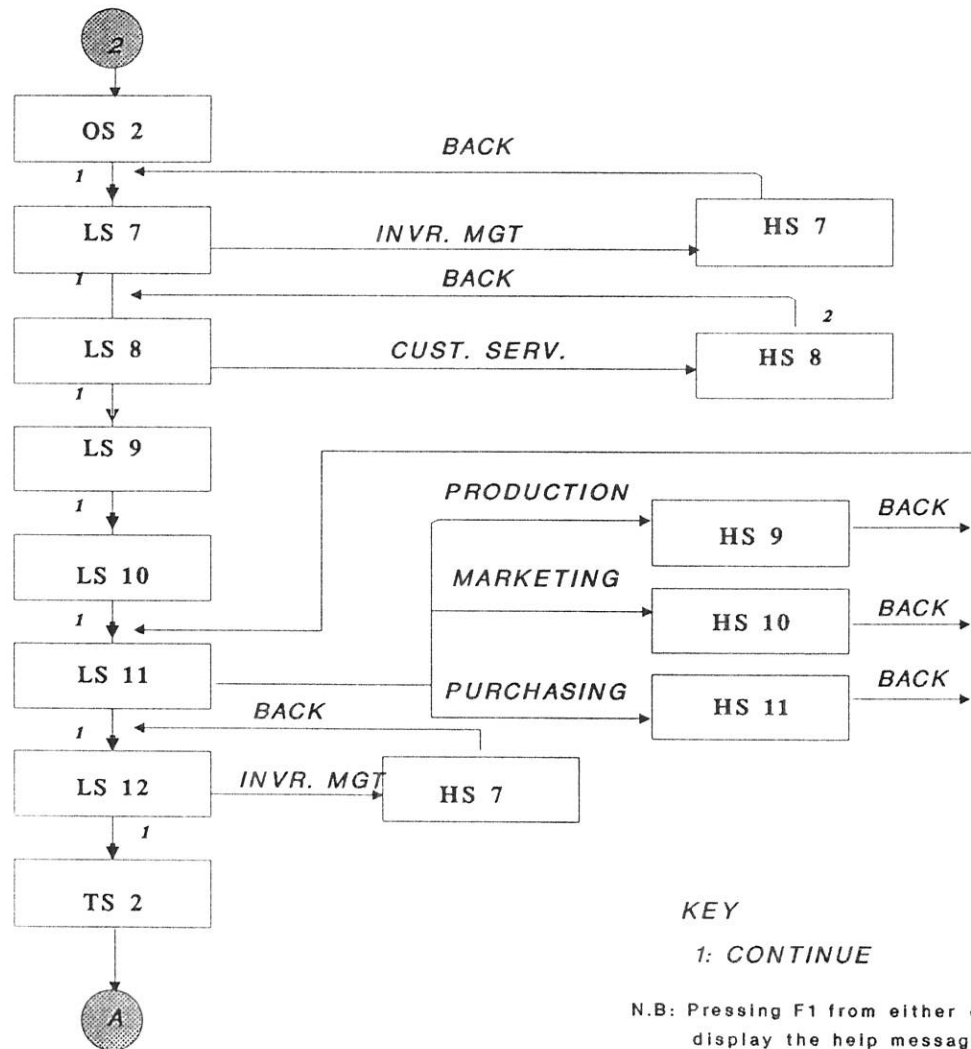 2
OS 2
1
BACK
LS 7
INVR. MGT
HS 7
1
BACK
LS 8
CUST. SERV.
2
HS 8
1
LS 9
1
PRODUCTION
HS 9
BACK
LS 10
MARKETING
HS 10
BACK
1
LS 11
PURCHASING
HS 11
BACK
1
BACK
LS 12
INVR. MGT
HS 7
1
TS 2
A
KEY
1: CONTINUE
N.B: Pressing F1 from either
display the help messag